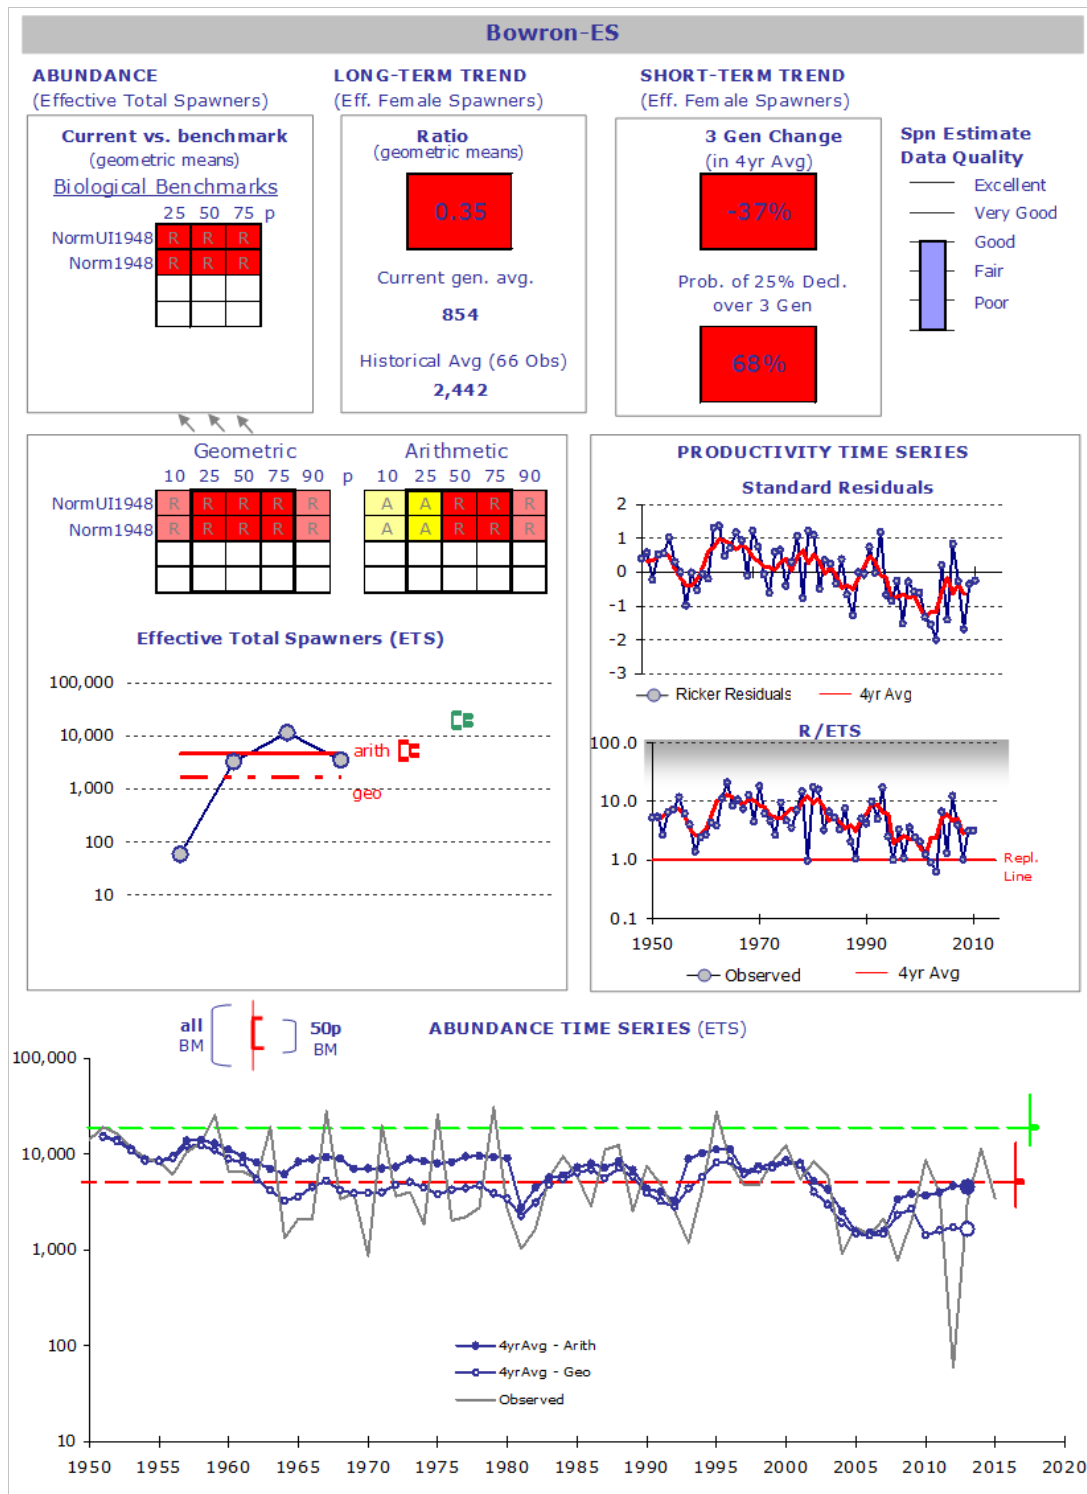 Bowron-ES
ABUNDANCE
(Effective Total Spawners)
LONG-TERM TREND
(Eff. Female Spawners)
SHORT-TERM TREND
(Eff. Female Spawners)
Current vs. benchmark
(geometric means)
Biological Benchmarks
25 50 75 p
NormUI1948 R R R
Norm1948 R R R
Ratio
(geometric means)
0.35
Current gen. avg.
854
Historical Avg (66 Obs)
2,442
3 Gen Change
(in 4yr Avg)
-37%
Prob. of 25% Decl.
over 3 Gen
68%
Spn Estimate
Data Quality
Excellent
Very Good
Good
Fair
Poor
Geometric Arithmetic
10 25 50 75 90 p 10 25 50 75 90
NormUI1948 R R R R R A A R R R
Norm1948 R R R R R A A R R R
Effective Total Spawners (ETS)
100,000
10,000
1,000
100
10
arith
geo
PRODUCTIVITY TIME SERIES
Standard Residuals
2
1
0
-1
-2
-3
Ricker Residuals 4yr Avg
R/ETS
100.0
10.0
1.0
0.1
Repl.
Line
1950 1970 1990 2010
Observed 4yr Avg
all
BM
50p
BM
ABUNDANCE TIME SERIES (ETS)
100,000
10,000
1,000
100
10
4yrAvg - Arith
4yrAvg - Geo
Observed
1950 1955 1960 1965 1970 1975 1980 1985 1990 1995 2000 2005 2010 2015 2020